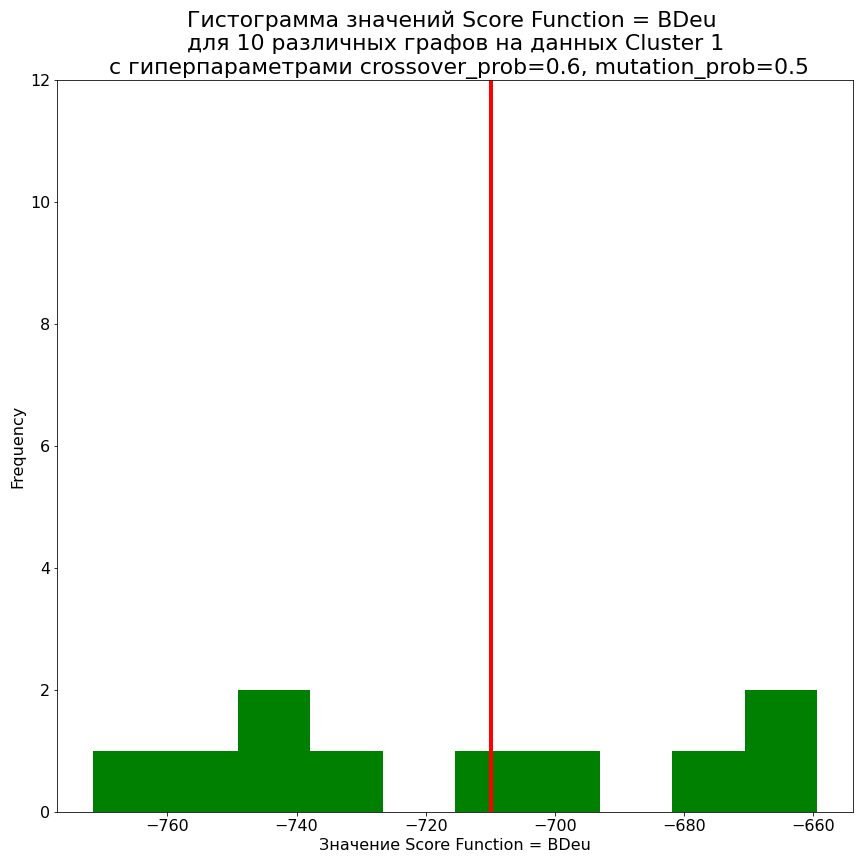 Гистограмма значений Score Function = BDeu
для 10 различных графов на данных Cluster 1
с гиперпараметрами crossover_prob=0.6, mutation_prob=0.5
12
10
8
6
4
2
0
Frequency
−760
−740
−720
−700
−680
−660
Значение Score Function = BDeu